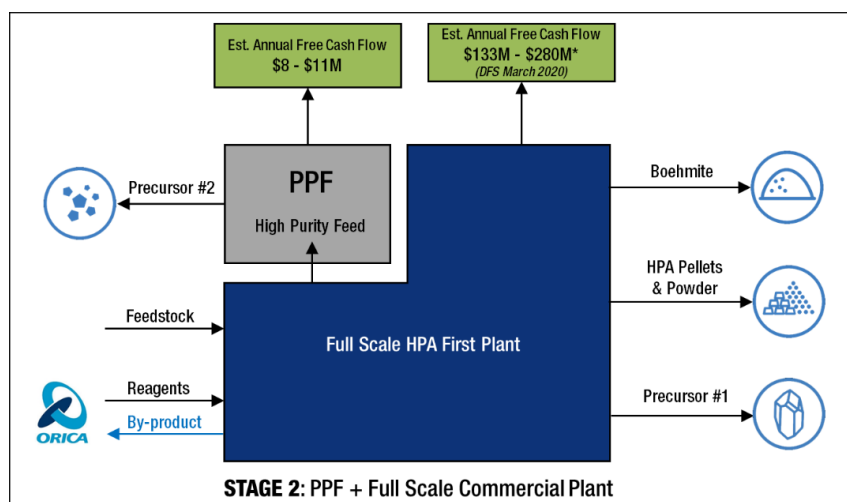 Est. Annual Free Cash Flow
$8 - $11M
Est. Annual Free Cash Flow
$133M - $280M*
(DFS March 2020)
Precursor #2
PPF
High Purity Feed
Boehmite
HPA Pellets
& Powder
Feedstock
Full Scale HPA First Plant
Reagents
By-product
ORICA
Precursor #1
STAGE 2: PPF + Full Scale Commercial Plant